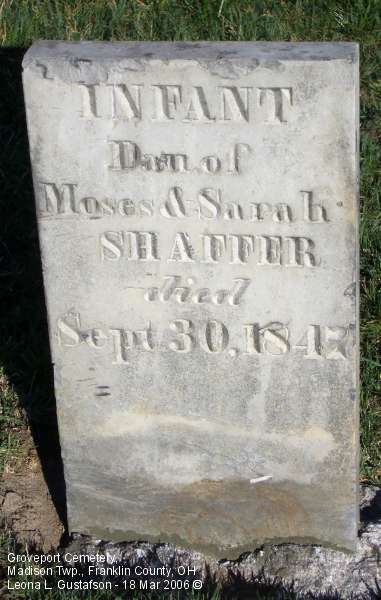 INFANT
Dau of
Moses & Sarah
SHAFFER
died
Sept 30, 1847
Groveport Cemetery,
Madison Twp., Franklin County, OH
Leona L. Gustafson - 18 Mar 2006 ©